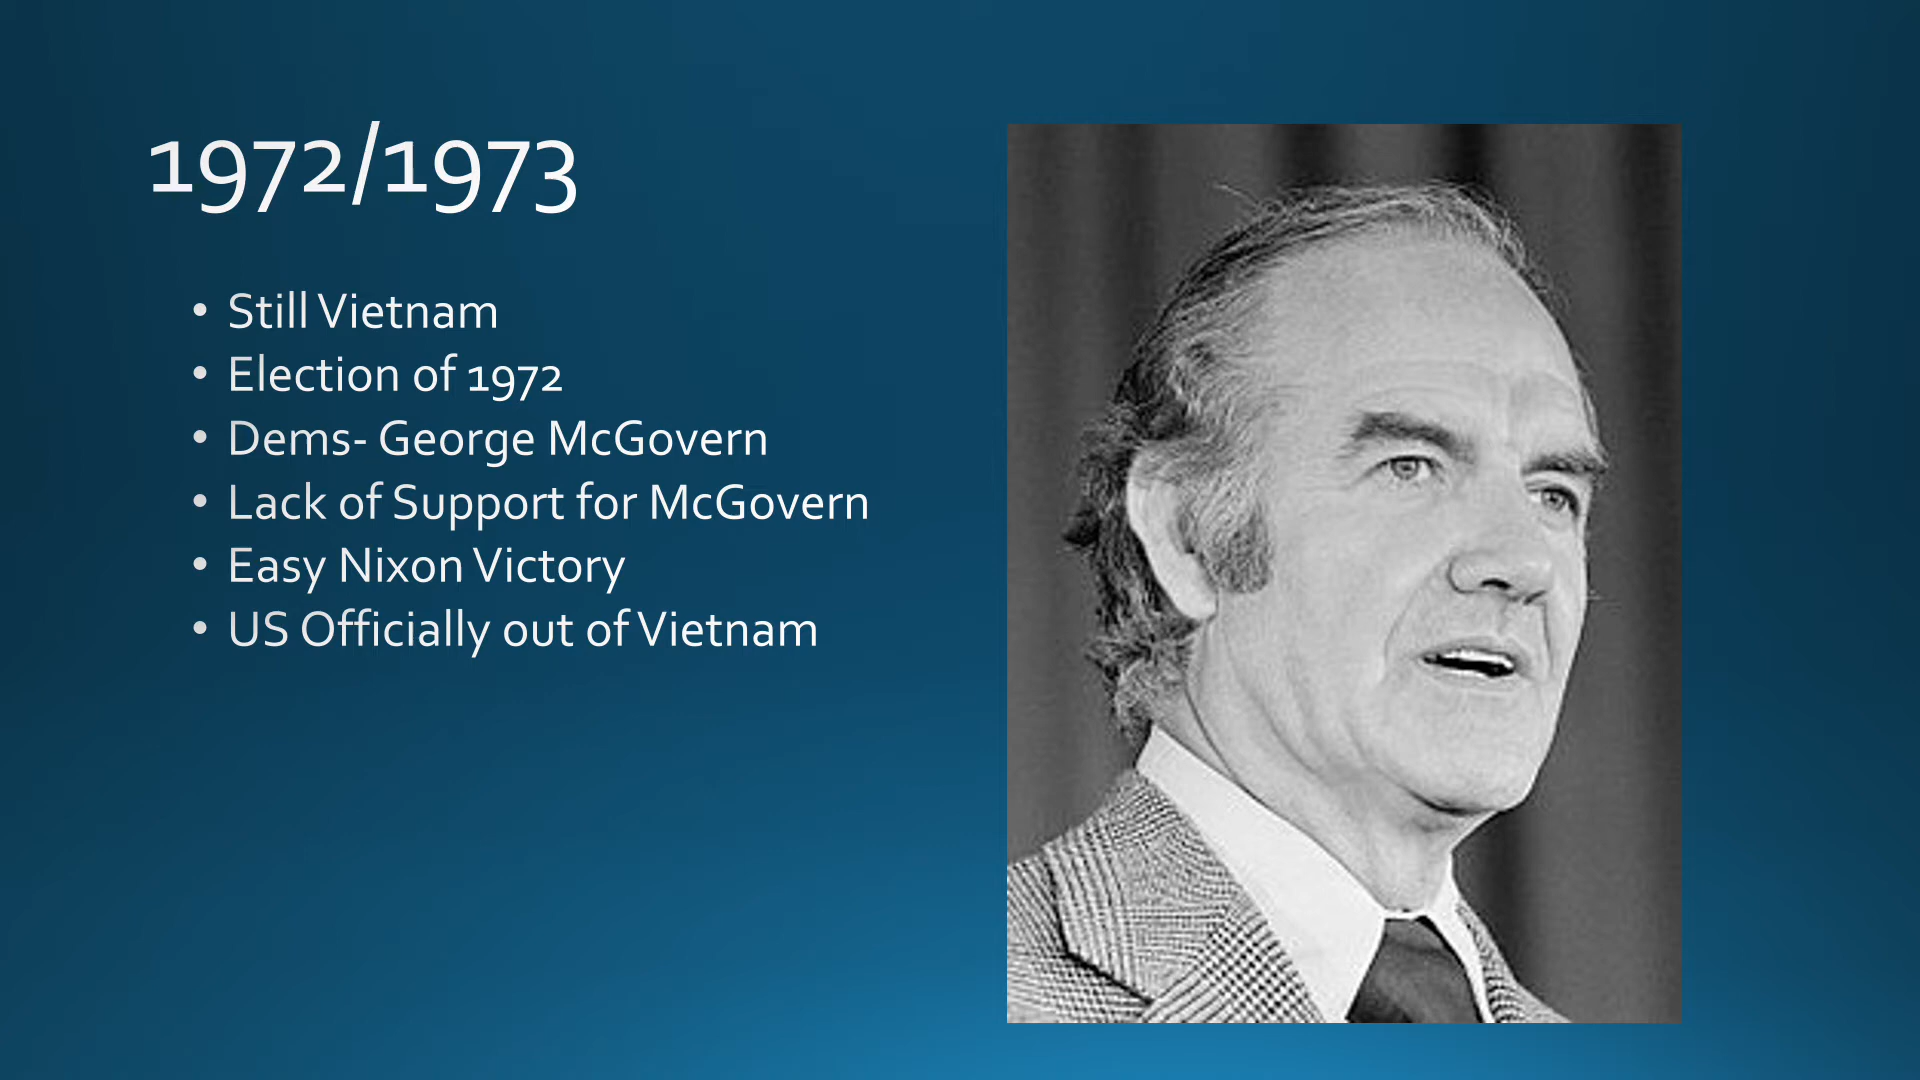 1972/1973
• Still Vietnam
• Election of 1972
• Dems- George McGovern
• Lack of Support for McGovern
• Easy Nixon Victory
• US Officially out of Vietnam